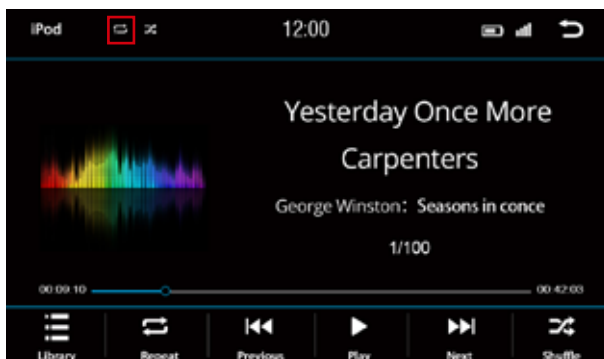 iPod 12:00
Yesterday Once More
Carpenters
George Winston: Seasons in conce
1/100
00:09:10 00:42:03
Library Repeat Previous Play Next Shuffle